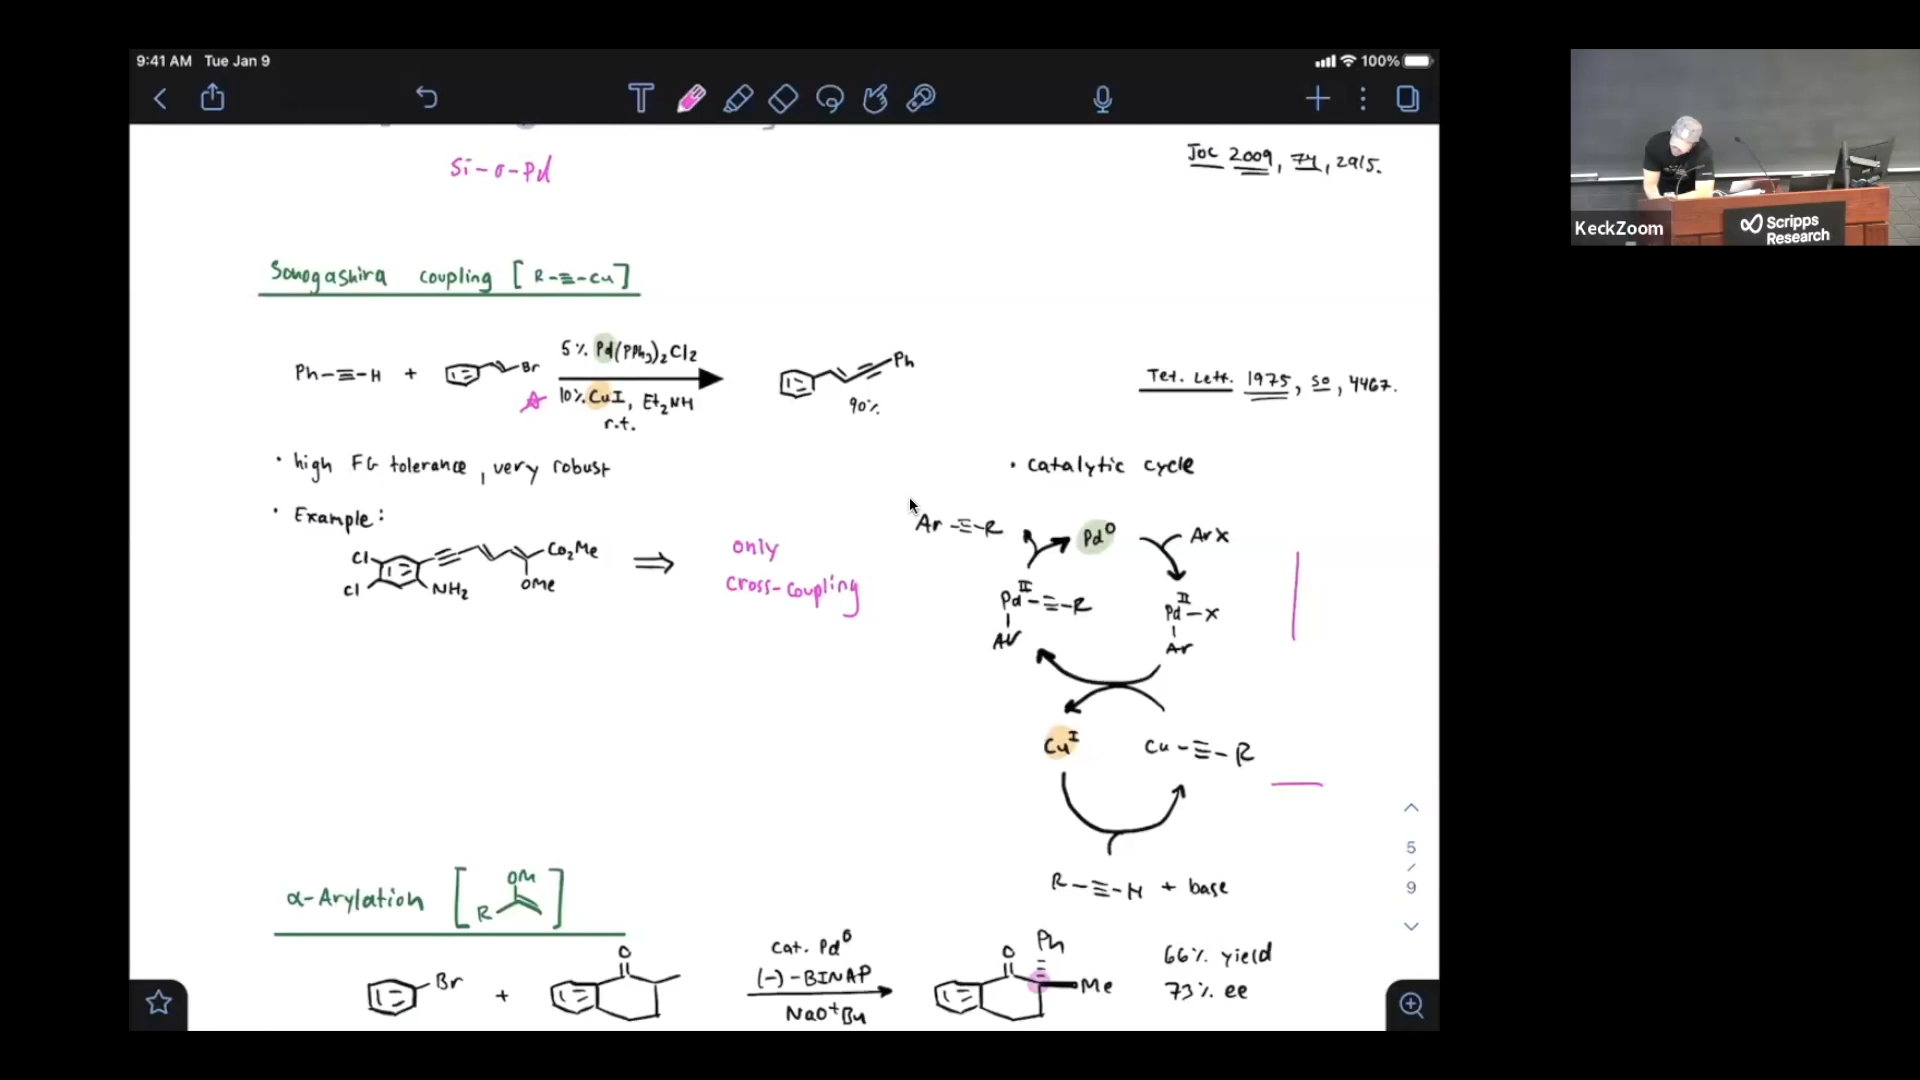 9:41 AM Tue Jan 9
100%
Si-O-Pd
JOC 2009, 74, 2915.
Sonogashira coupling [R-≡-Cu]
Ph-≡-H + Br
5% Pd(PPh3)2Cl2
10% CuI, Et2NH
r.t.
Ph
90%
Tet. Lett. 1975, 50, 4467.
• high FG tolerance, very robust
• Example:
Cl
Cl
NH2
CO2Me
OMe
⇒
only
cross-coupling
• catalytic cycle
Ar-≡-R
Pd0
ArX
PdII-≡-R
Ar
PdII-X
Ar
CuI
Cu-≡-R
R-≡-H + base
α-Arylation [
OM
R
]
Br
+
O
cat. Pd0
(-)-BINAP
NaOtBu
O
Ph
Me
66% yield
73% ee
5
/
9
KeckZoom
Scripps
Research